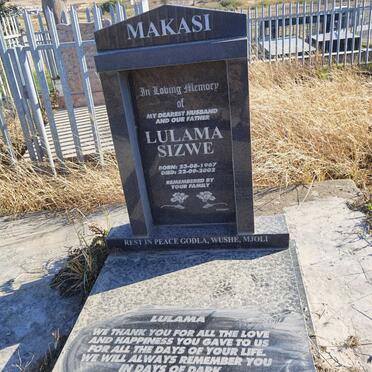 MAKASI
In Loving Memory
of
MY DEAREST HUSBAND
AND OUR FATHER
LULAMA
SIZWE
BORN: 23-08-1967
DIED: 22-09-2002
REMEMBERED BY
YOUR FAMILY
REST IN PEACE GODLA, WUSHE, MJOLI
LULAMA
WE THANK YOU FOR ALL THE LOVE
AND HAPPINESS YOU GAVE TO US
FOR ALL THE DAYS OF YOUR LIFE.
WE WILL ALWAYS REMEMBER YOU
IN DAYS OF DARK